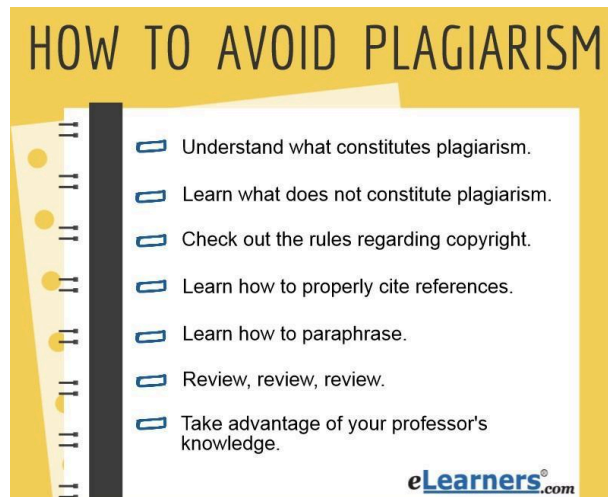 HOW TO AVOID PLAGIARISM
Understand what constitutes plagiarism.
Learn what does not constitute plagiarism.
Check out the rules regarding copyright.
Learn how to properly cite references.
Learn how to paraphrase.
Review, review, review.
Take advantage of your professor's
knowledge.
eLearners®.com